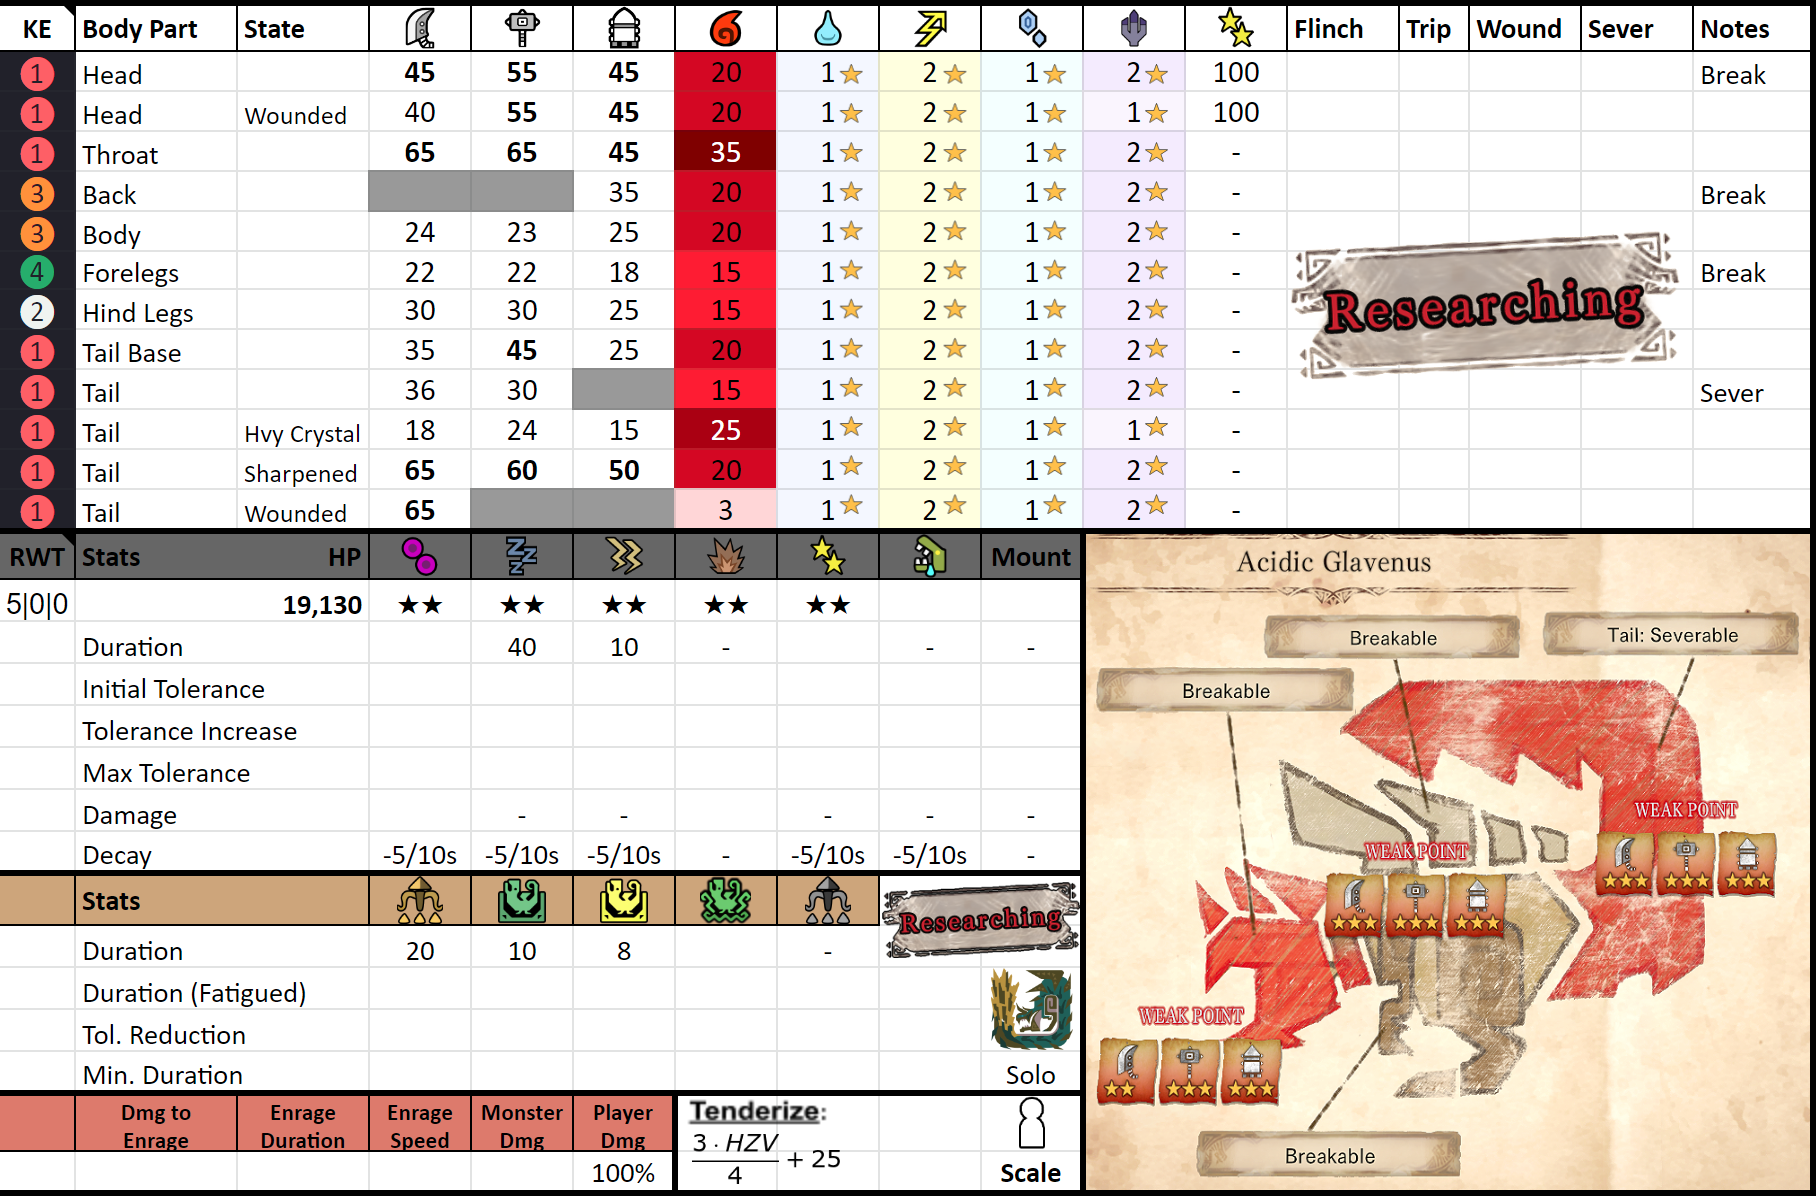 KE Body Part State Flinch Trip Wound Sever Notes
1 Head 45 55 45 20 1 2 1 2 100 Break
1 Head Wounded 40 55 45 20 1 2 1 1 100
1 Throat 65 65 45 35 1 2 1 2 -
3 Back 35 20 1 2 1 2 - Break
3 Body 24 23 25 20 1 2 1 2 -
4 Forelegs 22 22 18 15 1 2 1 2 - Break
2 Hind Legs 30 30 25 15 1 2 1 2 -
1 Tail Base 35 45 25 20 1 2 1 2 -
1 Tail 36 30 15 1 2 1 2 - Sever
1 Tail Hvy Crystal 18 24 15 25 1 2 1 1 -
1 Tail Sharpened 65 60 50 20 1 2 1 2 -
1 Tail Wounded 65 3 1 2 1 2 -
Researching
RWT Stats HP Mount
5|0|0 19,130 ★★ ★★ ★★ ★★ ★★
Duration 40 10 - - -
Initial Tolerance
Tolerance Increase
Max Tolerance
Damage - - - - -
Decay -5/10s -5/10s -5/10s - -5/10s -5/10s -
Stats
Researching
Duration 20 10 8 -
Duration (Fatigued)
Tol. Reduction
Min. Duration Solo
Dmg to Enrage Enrage Player
Enrage Duration Speed
Monster
Dmg
Dmg
100%
Tenderize:
3 · HZV
4
+ 25
Scale
Acidic Glavenus
Breakable
Tail: Severable
Breakable
WEAK POINT
WEAK POINT
WEAK POINT
Breakable